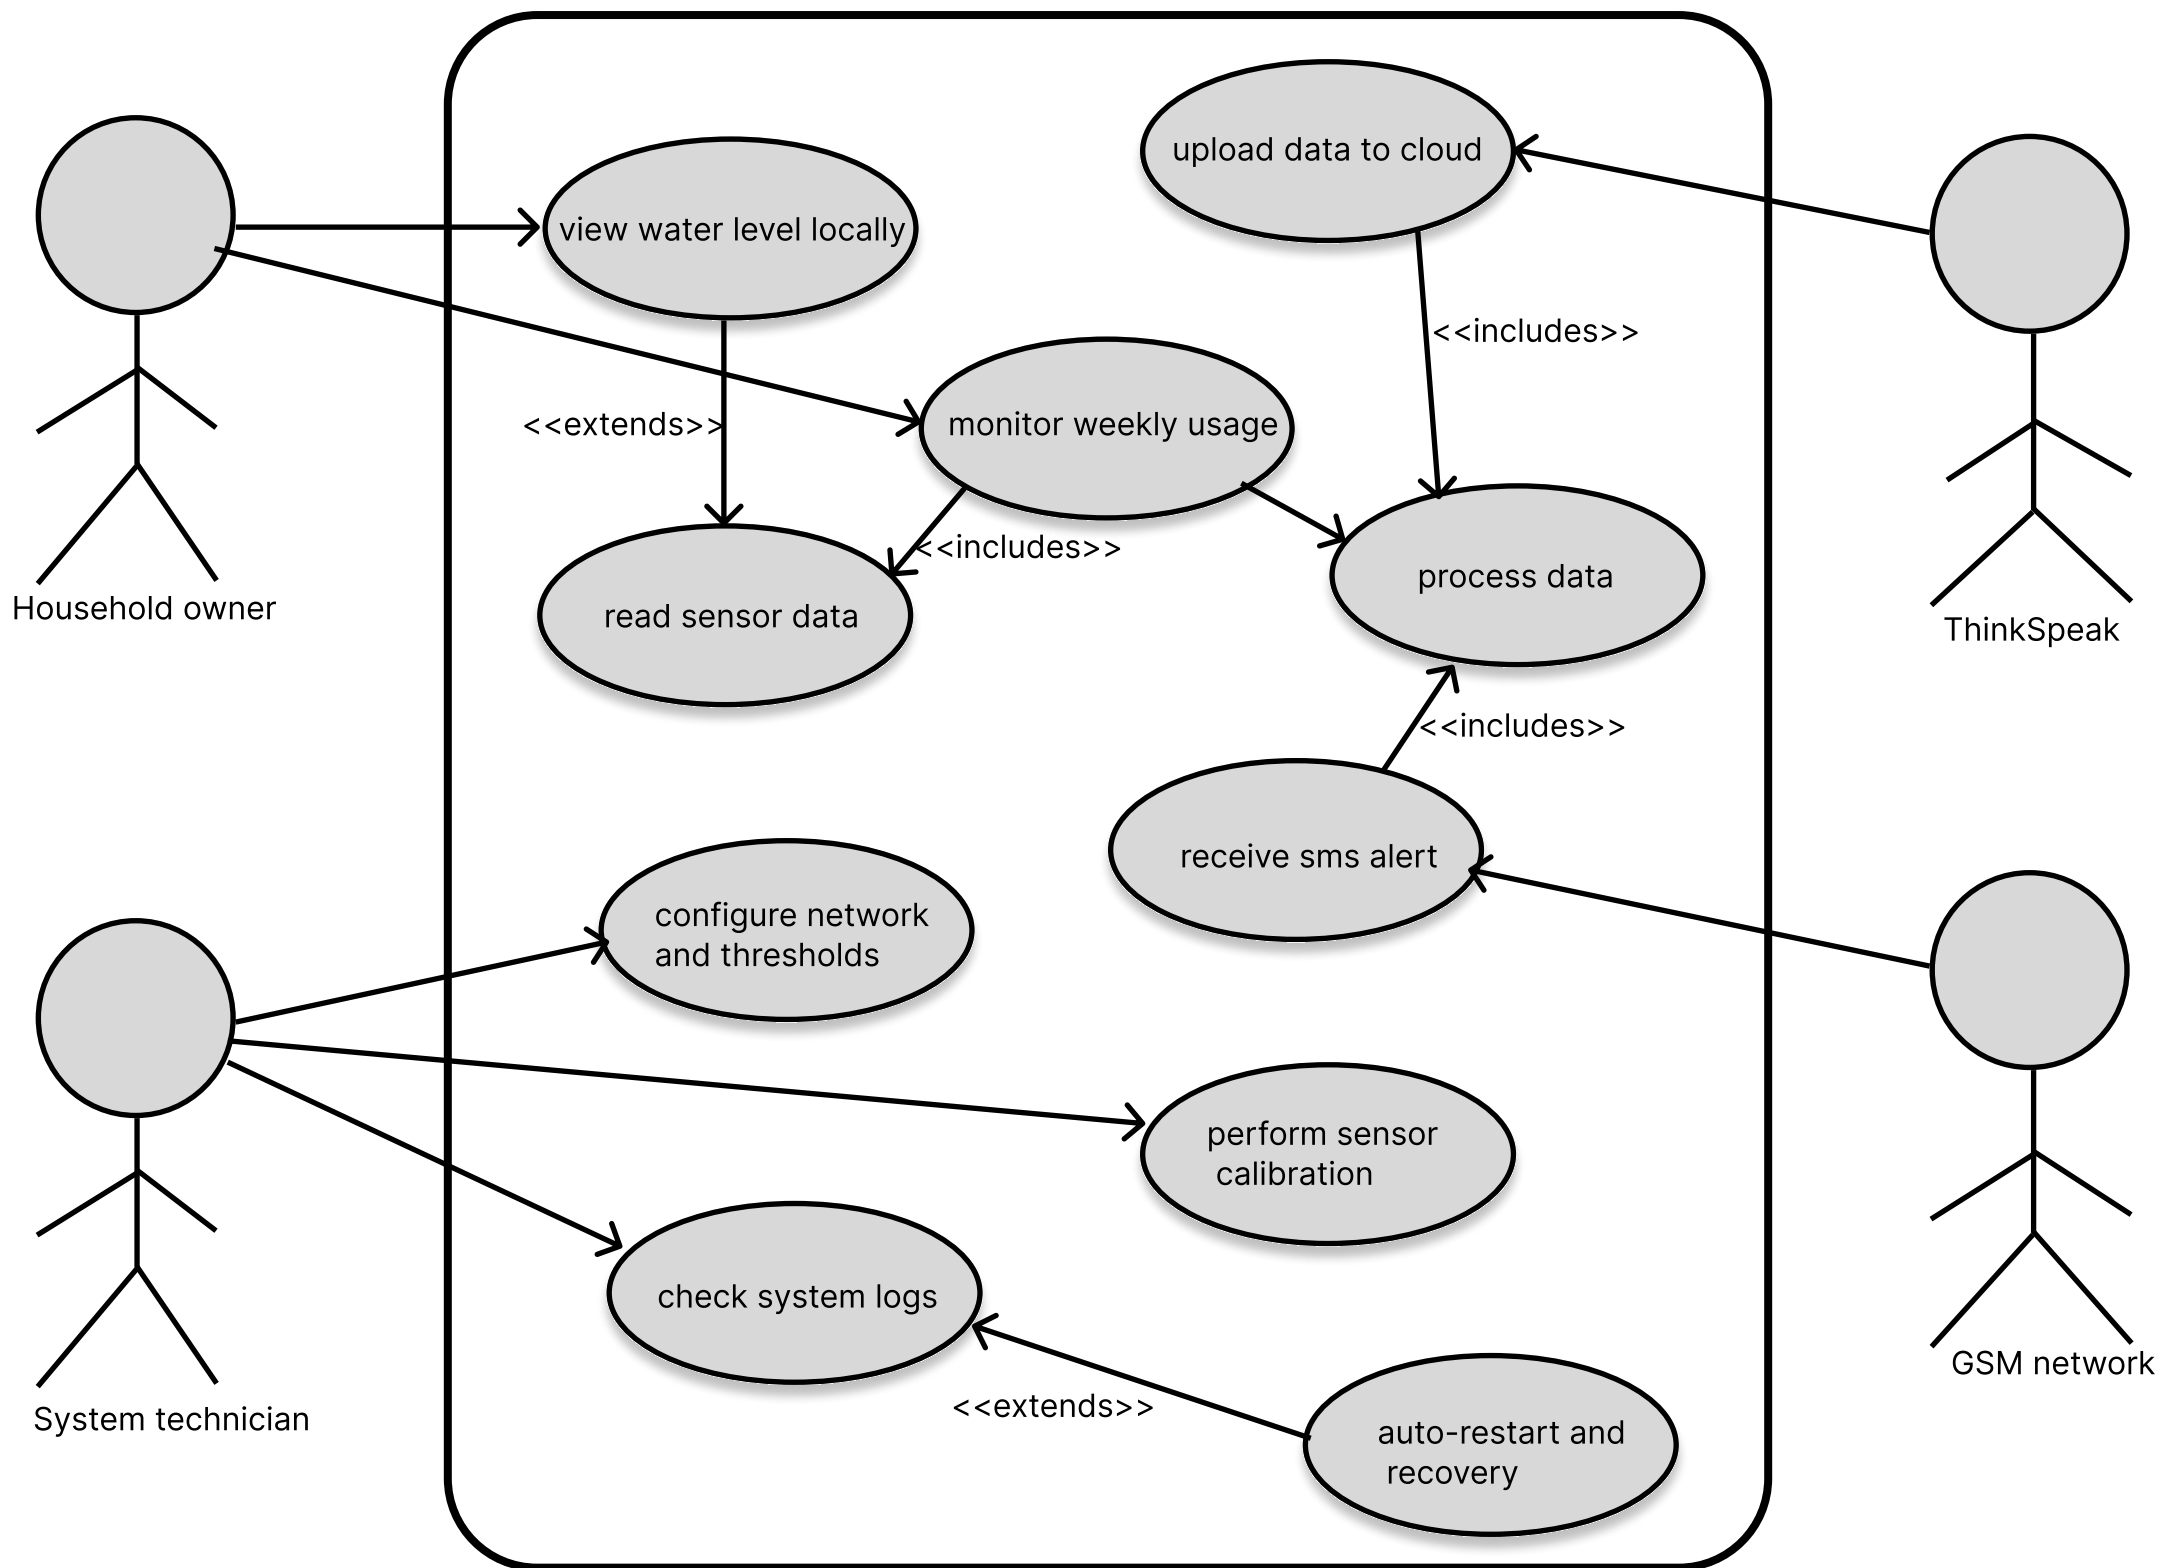 upload data to cloud
view water level locally
<<includes>>
<<extends>>
monitor weekly usage
<<includes>>
process data
read sensor data
Household owner
ThinkSpeak
<<includes>>
receive sms alert
configure network
and thresholds
perform sensor
calibration
check system logs
GSM network
<<extends>>
System technician
auto-restart and
recovery